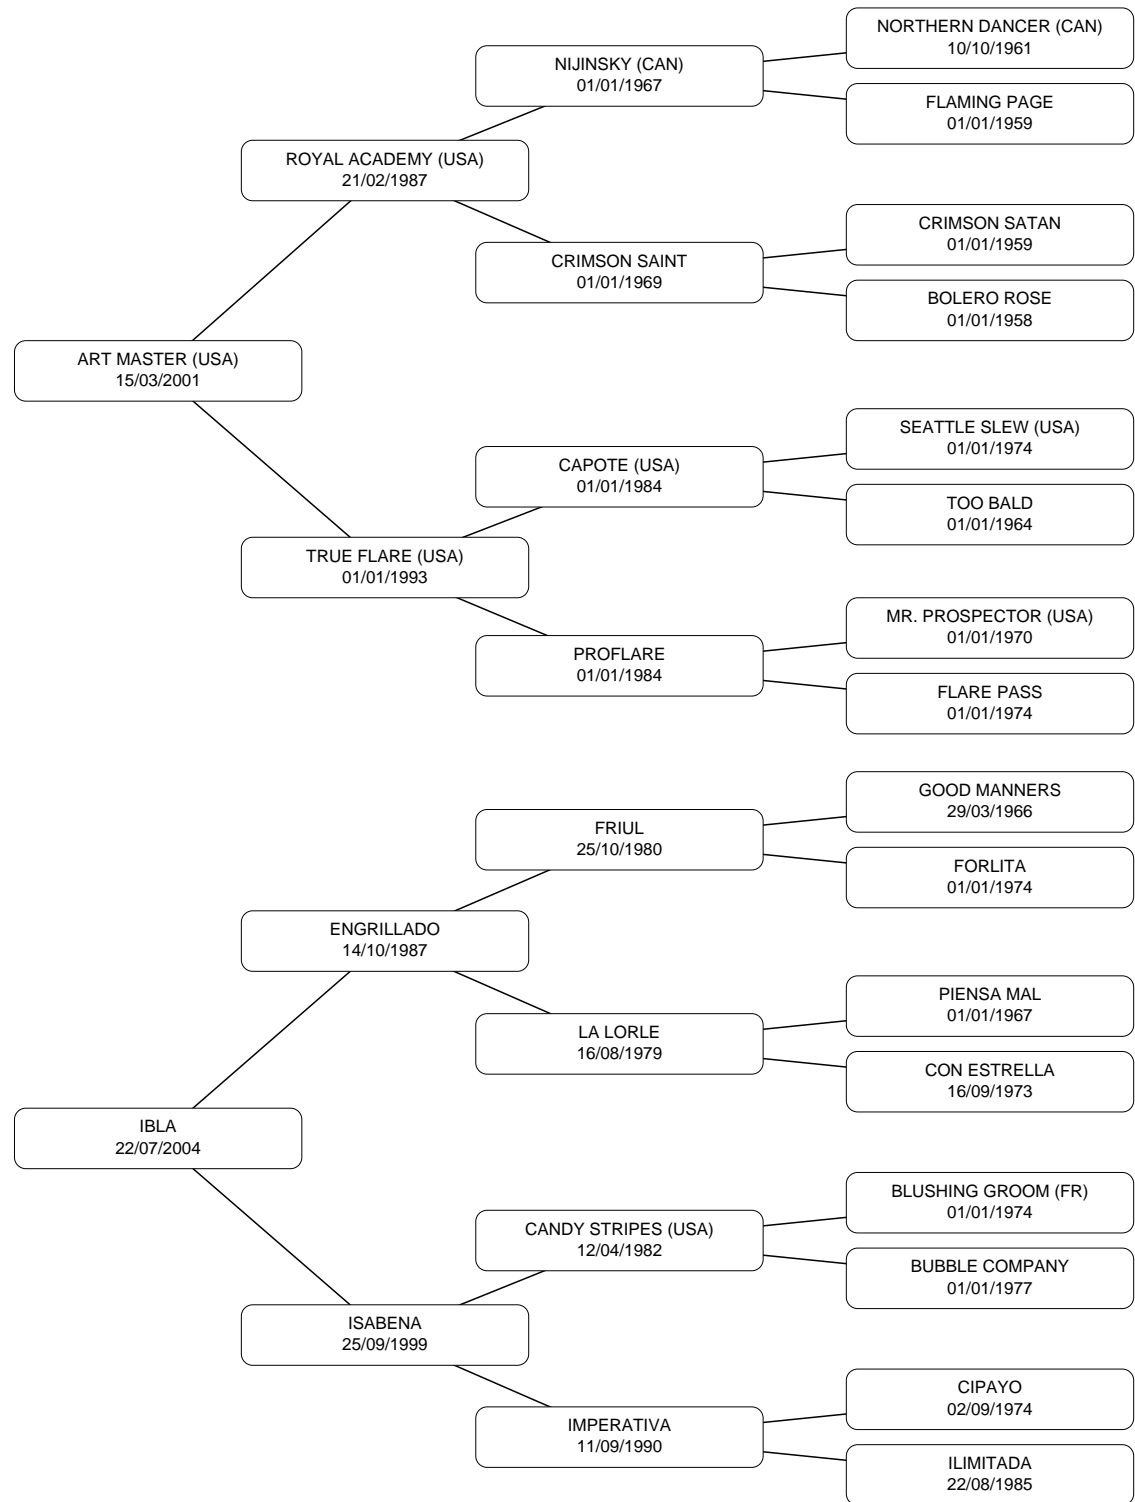 NORTHERN DANCER (CAN)
10/10/1961
NIJINSKY (CAN)
01/01/1967
FLAMING PAGE
01/01/1959
ROYAL ACADEMY (USA)
21/02/1987
CRIMSON SATAN
01/01/1959
CRIMSON SAINT
01/01/1969
BOLERO ROSE
01/01/1958
ART MASTER (USA)
15/03/2001
SEATTLE SLEW (USA)
01/01/1974
CAPOTE (USA)
01/01/1984
TOO BALD
01/01/1964
TRUE FLARE (USA)
01/01/1993
MR. PROSPECTOR (USA)
01/01/1970
PROFLARE
01/01/1984
FLARE PASS
01/01/1974
GOOD MANNERS
29/03/1966
FRIUL
25/10/1980
FORLITA
01/01/1974
ENGRILLADO
14/10/1987
PIENSA MAL
01/01/1967
LA LORLE
16/08/1979
CON ESTRELLA
16/09/1973
IBLA
22/07/2004
BLUSHING GROOM (FR)
01/01/1974
CANDY STRIPES (USA)
12/04/1982
BUBBLE COMPANY
01/01/1977
ISABENA
25/09/1999
CIPAYO
02/09/1974
IMPERATIVA
11/09/1990
ILIMITADA
22/08/1985